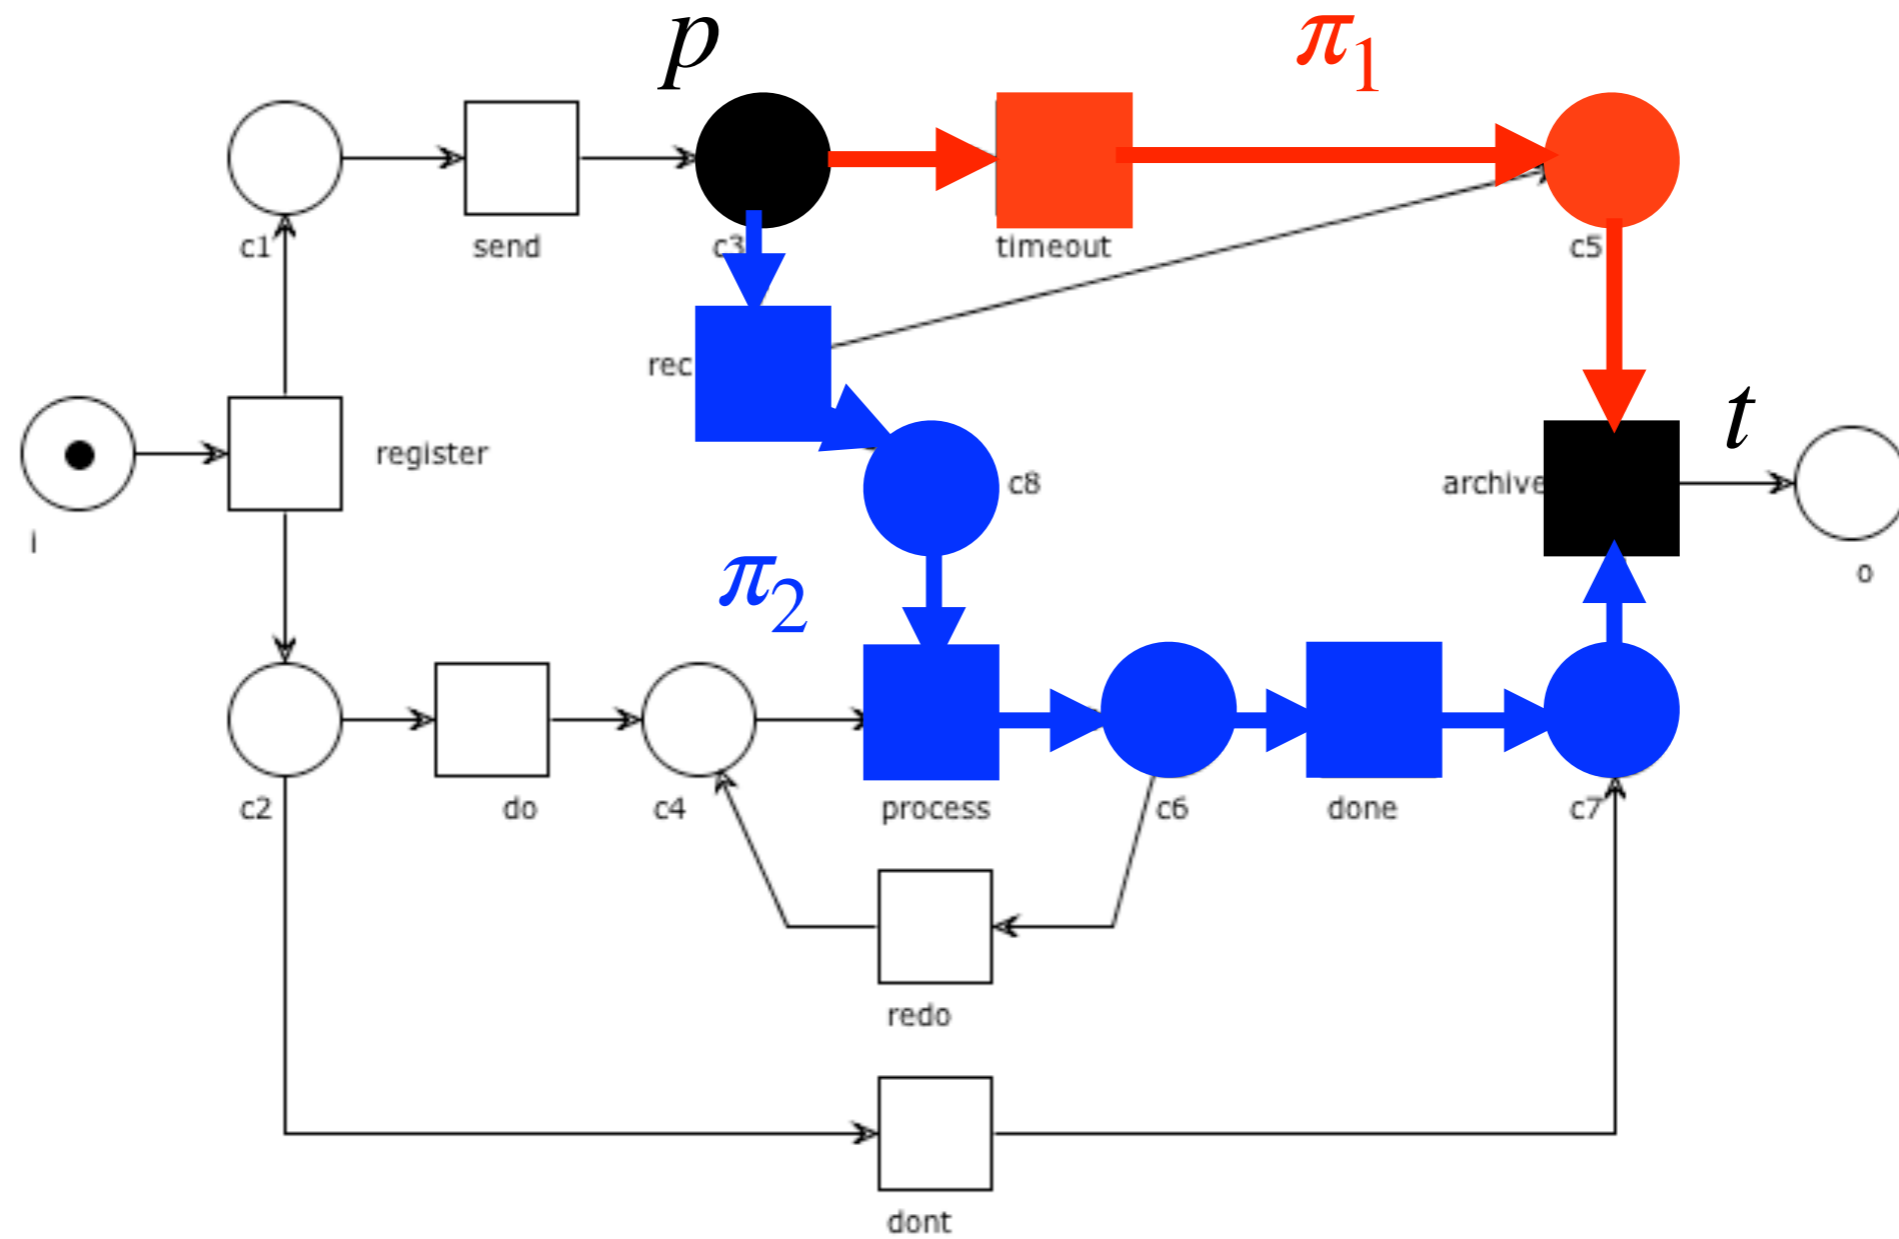 p
π1
c1
send
c3
timeout
c5
rec
t
register
c8
archive
i
π2
o
c2
do
c4
process
c6
done
c7
redo
dont